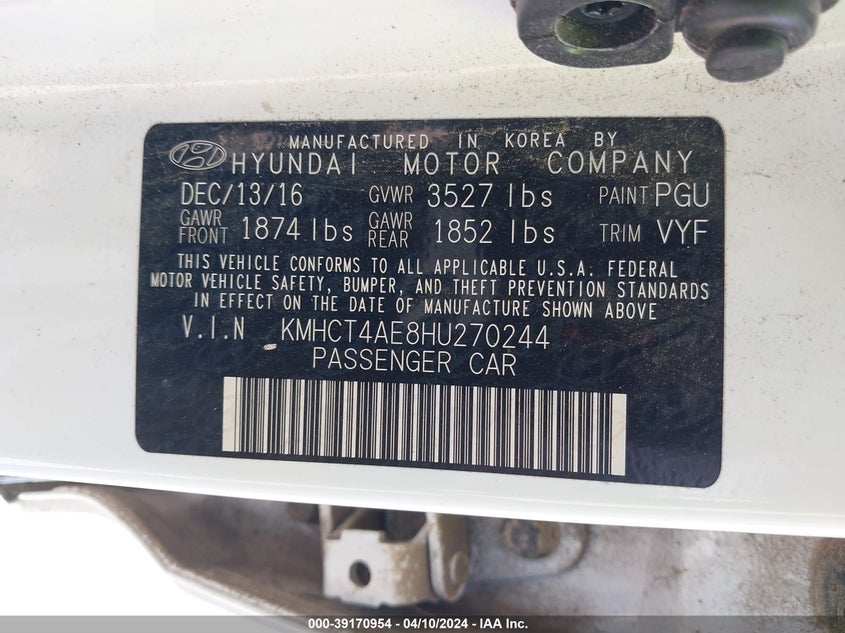 MANUFACTURED IN KOREA BY
HYUNDAI MOTOR COMPANY
DEC/13/16 GVWR 3527 lbs PAINT PGU
GAWR FRONT 1874 lbs GAWR REAR 1852 lbs TRIM VYF
THIS VEHICLE CONFORMS TO ALL APPLICABLE U.S.A. FEDERAL
MOTOR VEHICLE SAFETY, BUMPER, AND THEFT PREVENTION STANDARDS
IN EFFECT ON THE DATE OF MANUFACTURE SHOWN ABOVE
V.I.N KMHCT4AE8HU270244
PASSENGER CAR
000-39170954 - 04/10/2024 - IAA, Inc.